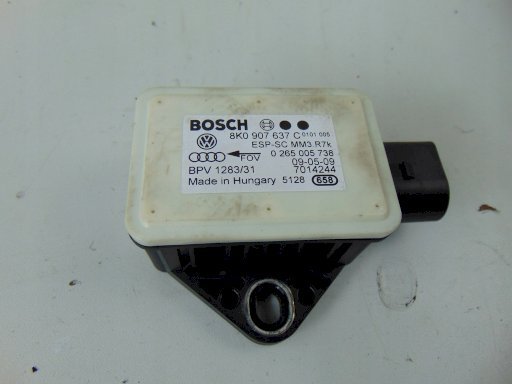 BOSCH
8K0 907 637 C 0101 005
ESP-SC MM3.R7k
FOV 0 265 005 738
09-05-09
BPV 1283/31 7014244
Made in Hungary 5128 658